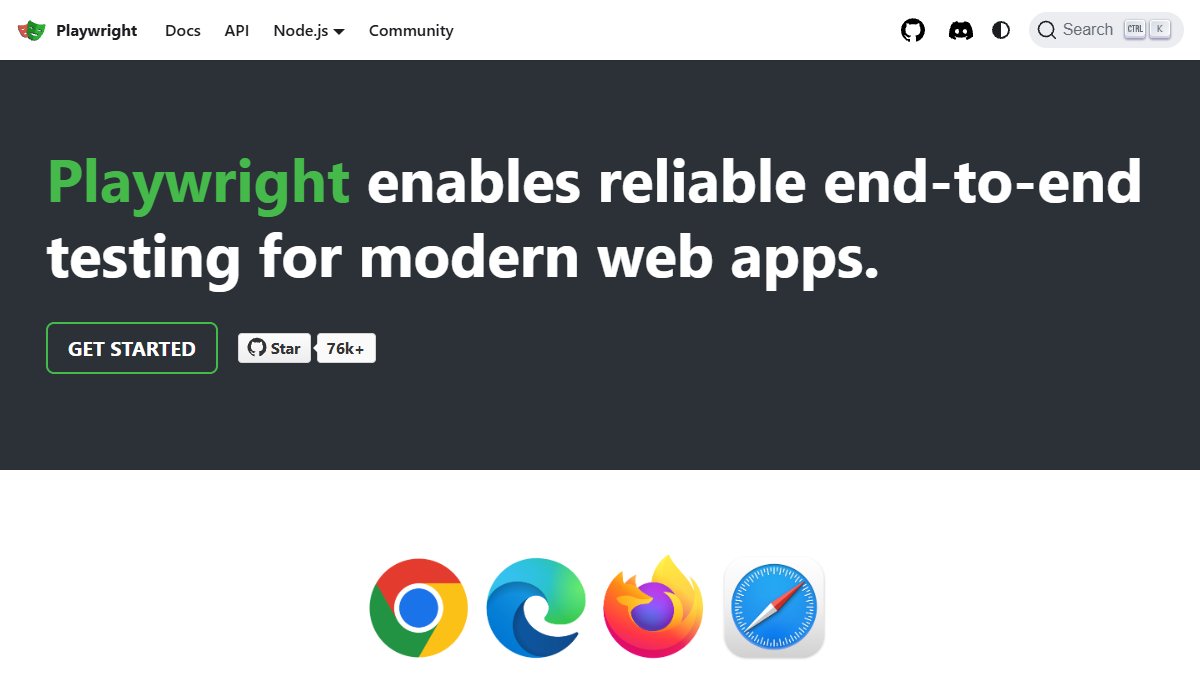 Playwright Docs API Node.js Community Search CTRL K
Playwright enables reliable end-to-end
testing for modern web apps.
GET STARTED Star 76k+